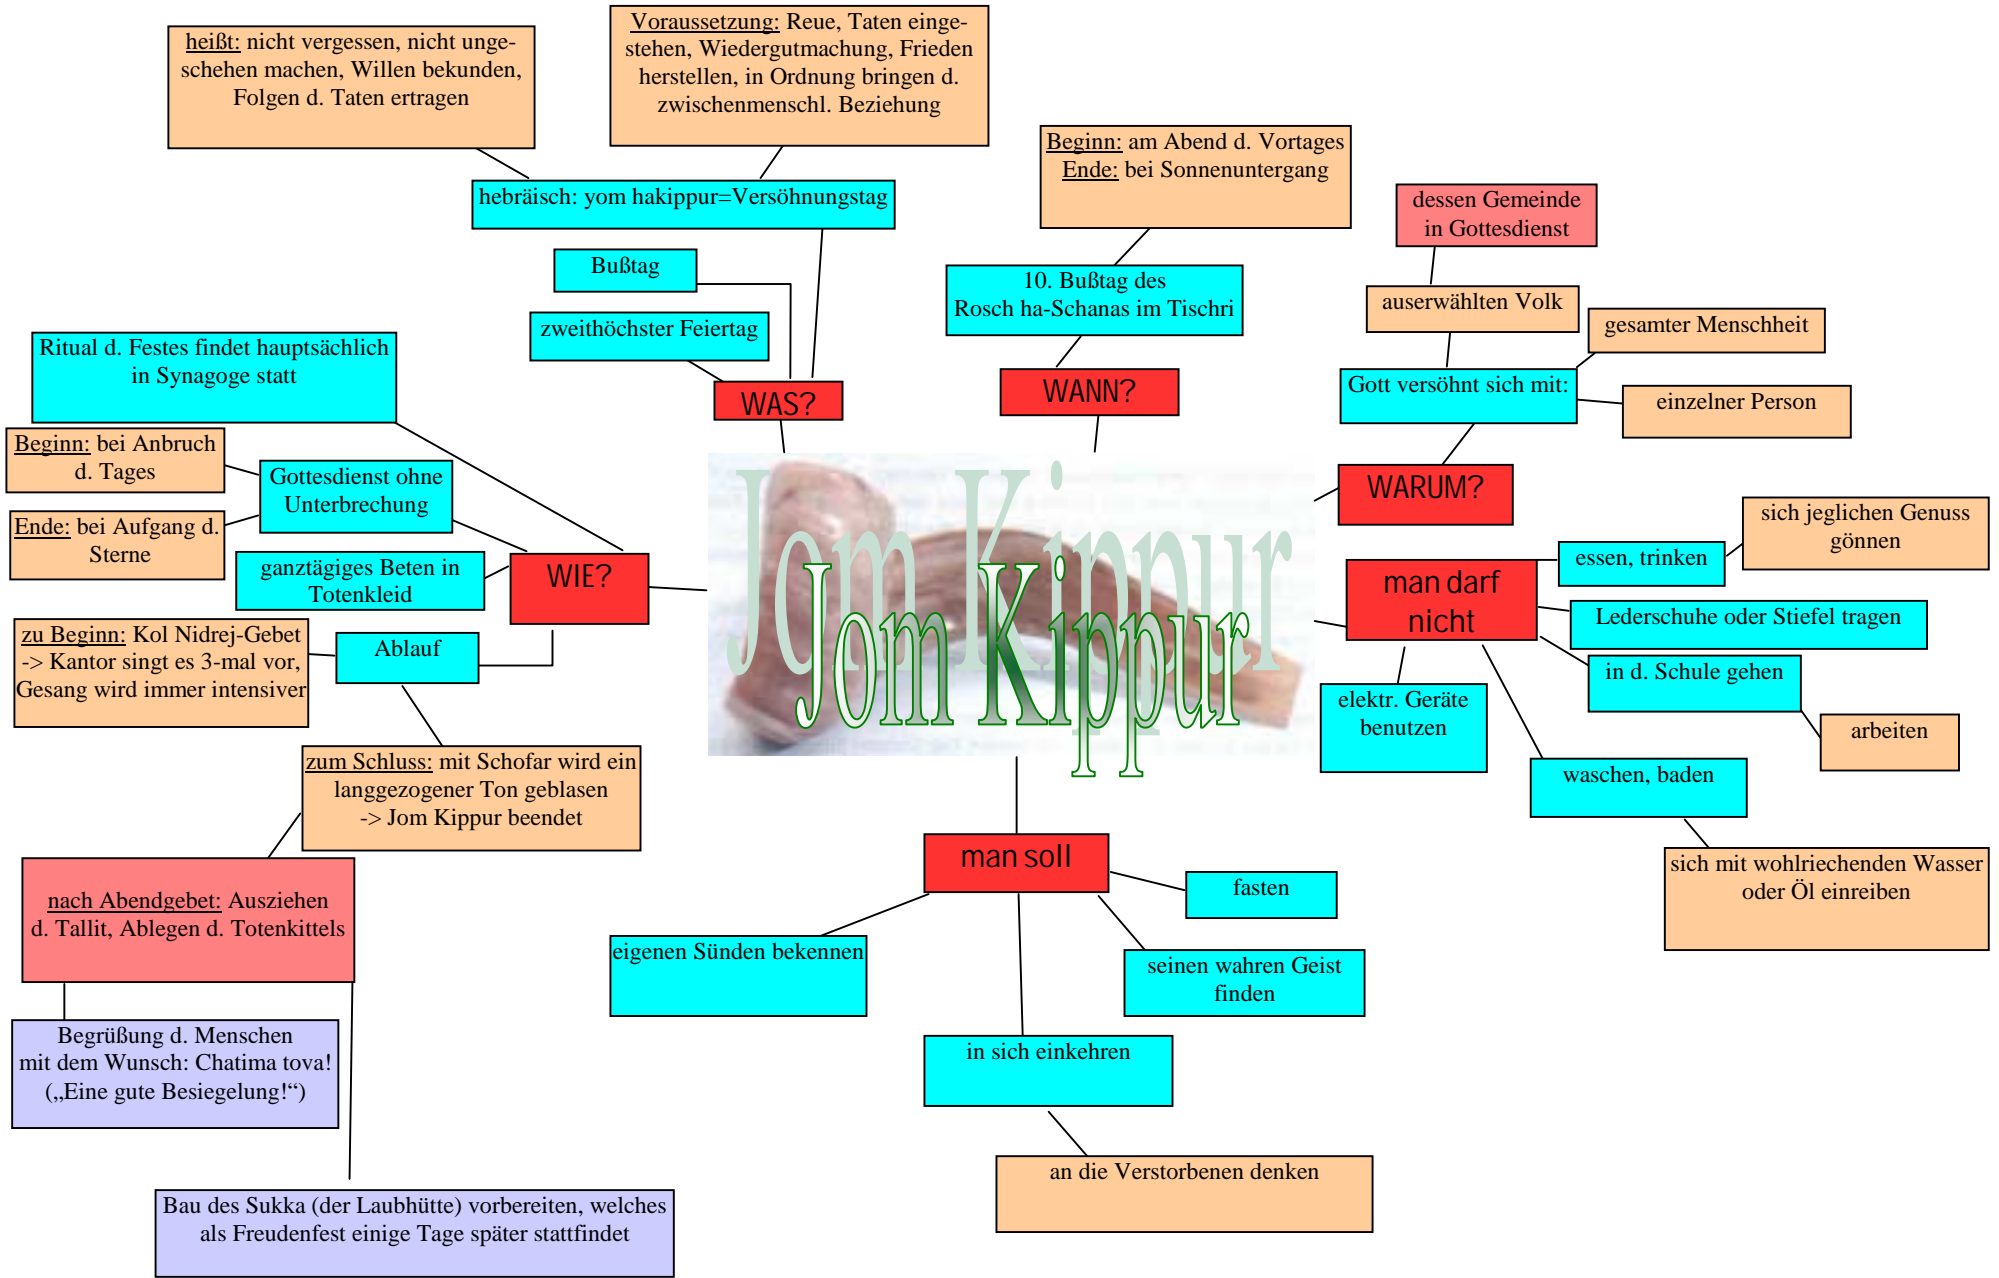 heißt: nicht vergessen, nicht unge-
schehen machen, Willen bekunden,
Folgen d. Taten ertragen
Voraussetzung: Reue, Taten einge-
stehen, Wiedergutmachung, Frieden
herstellen, in Ordnung bringen d.
zwischenmenschl. Beziehung
hebräisch: yom hakippur=Versöhnungstag
Bußtag
zweithöchster Feiertag
WAS?
Beginn: am Abend d. Vortages
Ende: bei Sonnenuntergang
10. Bußtag des
Rosch ha-Schanas im Tischri
WANN?
dessen Gemeinde
in Gottesdienst
auserwählten Volk
gesamter Menschheit
Gott versöhnt sich mit:
einzelner Person
WARUM?
Ritual d. Festes findet hauptsächlich
in Synagoge statt
Beginn: bei Anbruch
d. Tages
Gottesdienst ohne
Unterbrechung
Ende: bei Aufgang d.
Sterne
ganztägiges Beten in
Totenkleid
WIE?
zu Beginn: Kol Nidrej-Gebet
-> Kantor singt es 3-mal vor,
Gesang wird immer intensiver
Ablauf
zum Schluss: mit Schofar wird ein
langgezogener Ton geblasen
-> Jom Kippur beendet
nach Abendgebet: Ausziehen
d. Tallit, Ablegen d. Totenkittels
Begrüßung d. Menschen
mit dem Wunsch: Chatima tova!
(„Eine gute Besiegelung!“)
Bau des Sukka (der Laubhütte) vorbereiten, welches
als Freudenfest einige Tage später stattfindet
Jom Kippur
man darf
nicht
essen, trinken
sich jeglichen Genuss
gönnen
Lederschuhe oder Stiefel tragen
in d. Schule gehen
arbeiten
elektr. Geräte
benutzen
waschen, baden
sich mit wohlriechenden Wasser
oder Öl einreiben
man soll
fasten
eigenen Sünden bekennen
seinen wahren Geist
finden
in sich einkehren
an die Verstorbenen denken